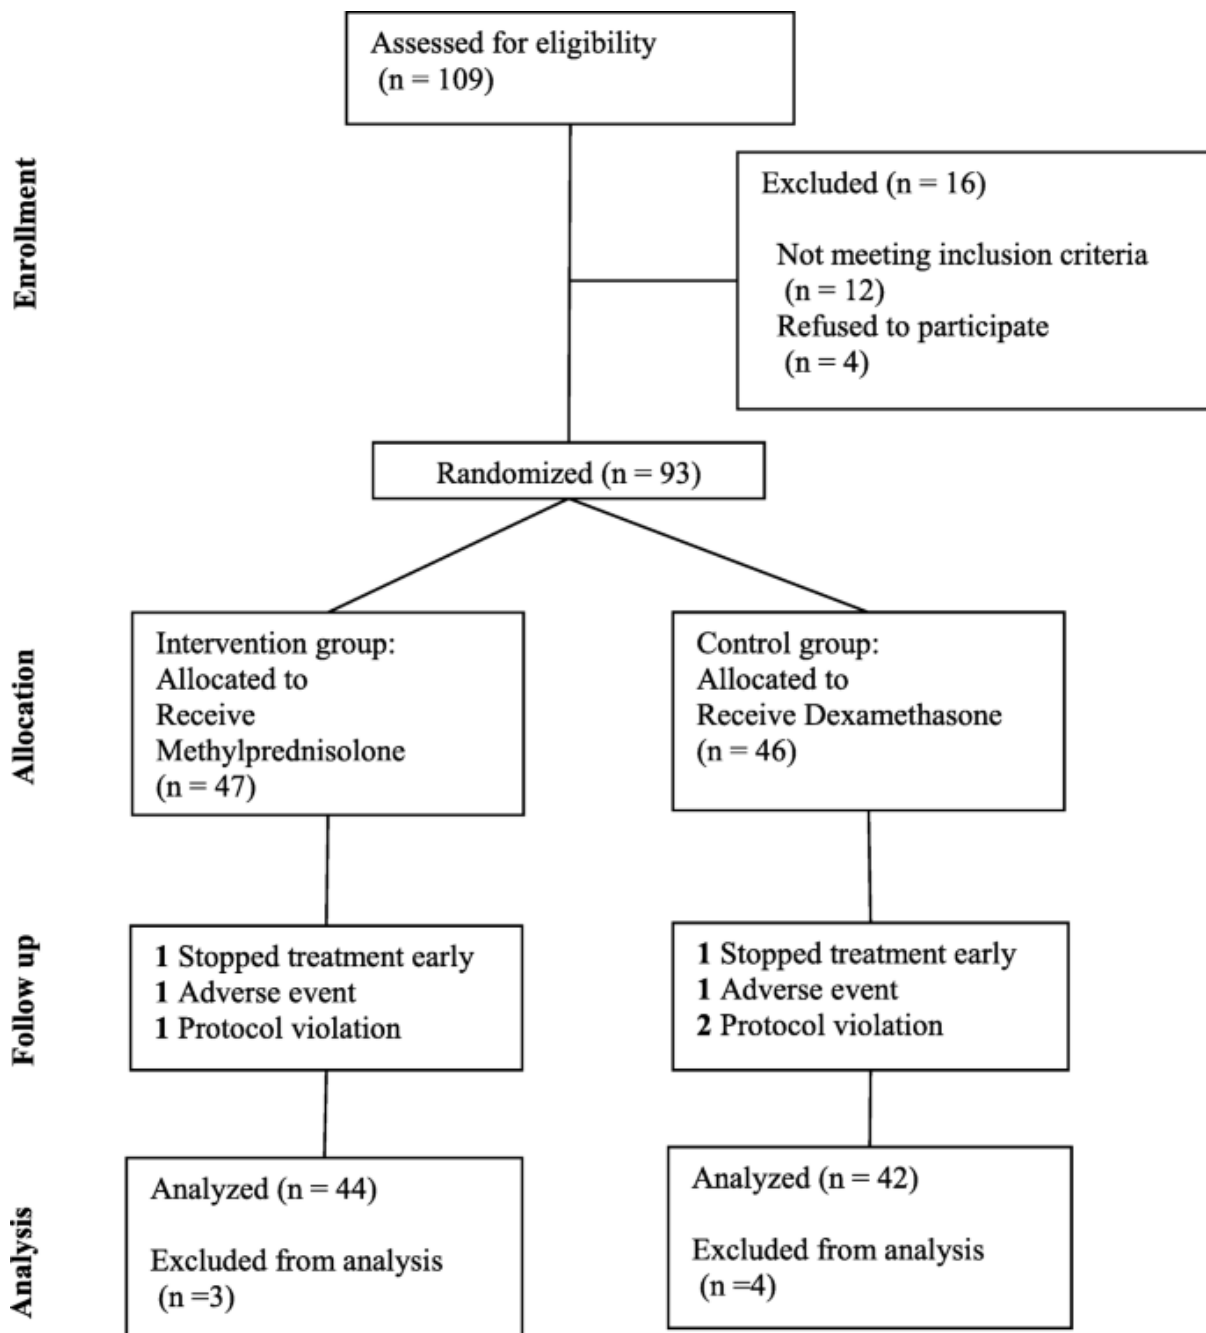 Assessed for eligibility
(n = 109)
Enrollment
Excluded (n = 16)
Not meeting inclusion criteria
(n = 12)
Refused to participate
(n = 4)
Randomized (n = 93)
Allocation
Intervention group:
Allocated to
Receive
Methylprednisolone
(n = 47)
Control group:
Allocated to
Receive Dexamethasone
(n = 46)
Follow up
1 Stopped treatment early
1 Adverse event
1 Protocol violation
1 Stopped treatment early
1 Adverse event
2 Protocol violation
Analysis
Analyzed (n = 44)
Excluded from analysis
(n =3)
Analyzed (n = 42)
Excluded from analysis
(n =4)